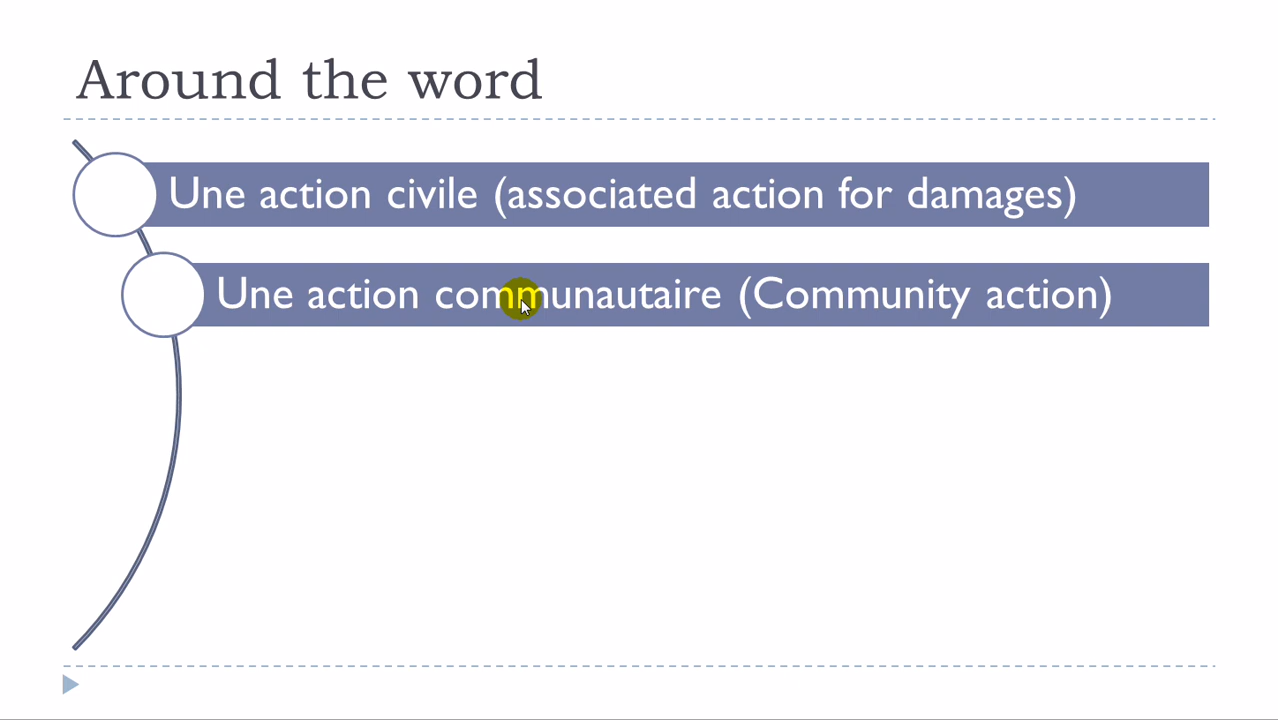 Around the word
Une action civile (associated action for damages)
Une action communautaire (Community action)